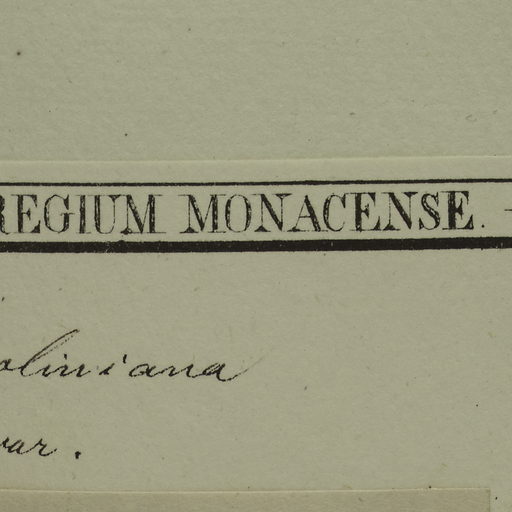 REGIUM MONACENSE. -
oliniana
var.